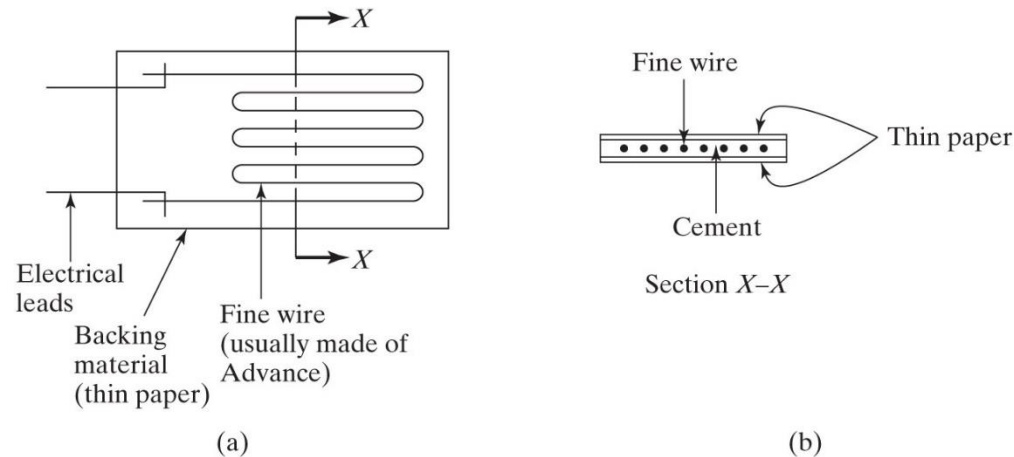 X
X
Electrical
leads
Backing
material
(thin paper)
Fine wire
(usually made of
Advance)
(a)
Fine wire
Thin paper
Cement
Section X–X
(b)